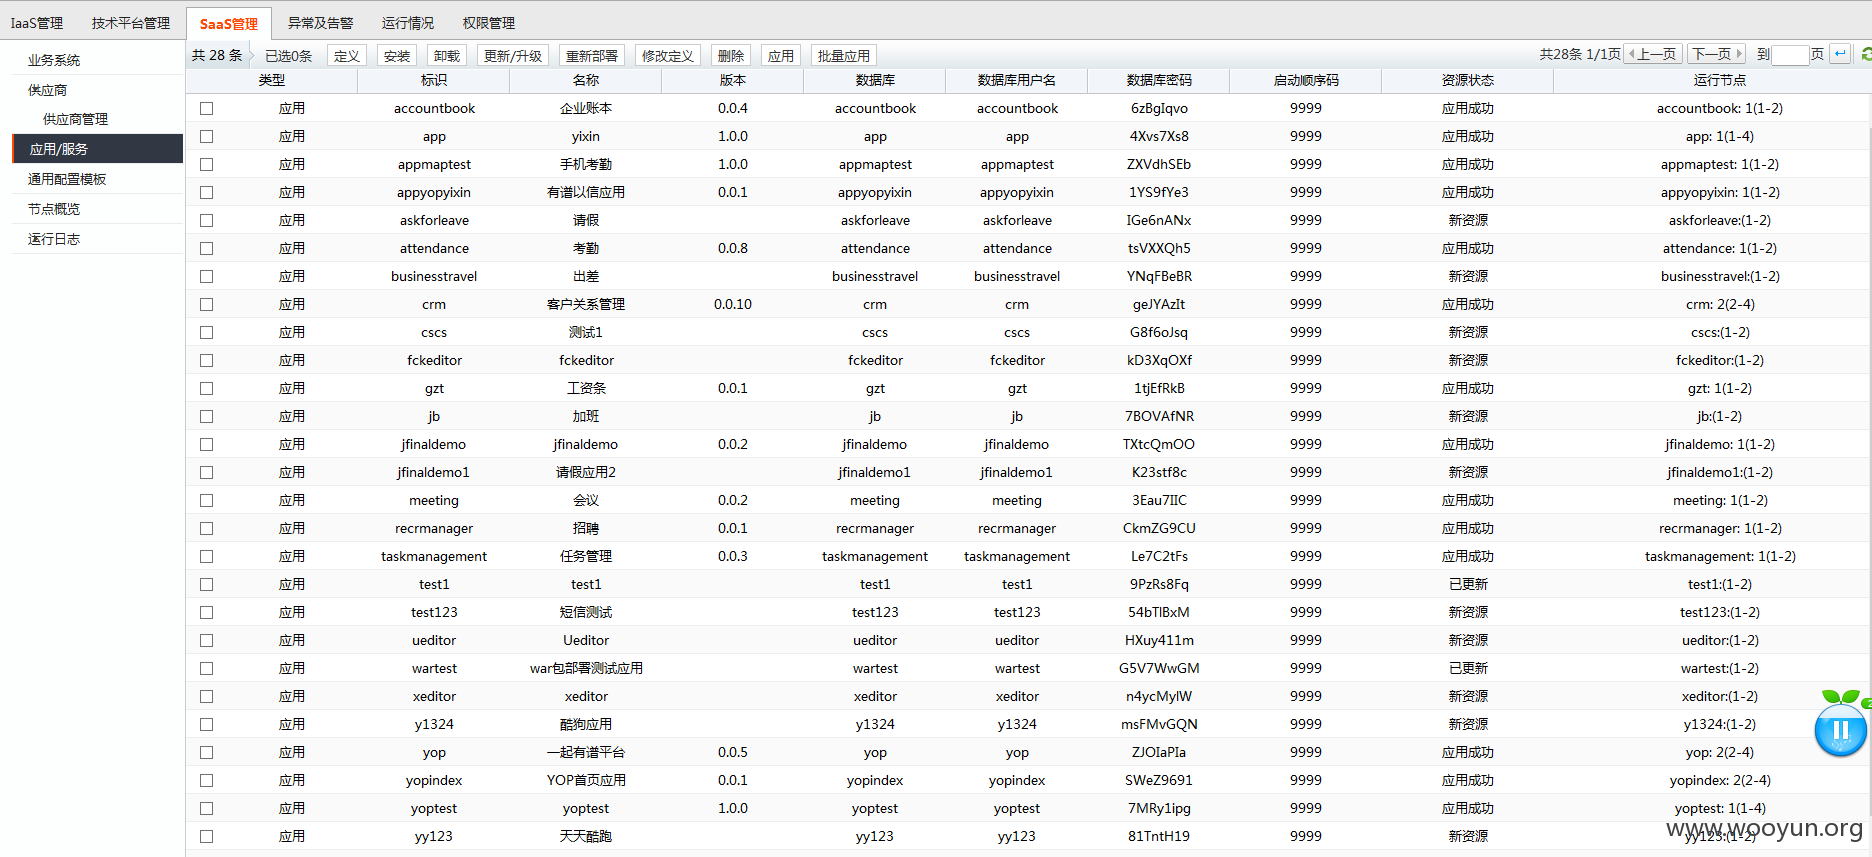 IaaS管理 技术平台管理 SaaS管理 异常及告警 运行情况 权限管理
共 28 条 已选0条 定义 安装 卸载 更新/升级 重新部署 修改定义 删除 应用 批量应用 共28条 1/1页 上一页 下一页 到 页
业务系统
供应商
供应商管理
应用/服务
通用配置模板
节点概览
运行日志
类型 标识 名称 版本 数据库 数据库用户名 数据库密码 启动顺序码 资源状态 运行节点
应用 accountbook 企业账本 0.0.4 accountbook accountbook 6zBgIqvo 9999 应用成功 accountbook: 1(1-2)
应用 app yixin 1.0.0 app app 4Xvs7Xs8 9999 应用成功 app: 1(1-4)
应用 appmaptest 手机考勤 1.0.0 appmaptest appmaptest ZXVdhSEb 9999 应用成功 appmaptest: 1(1-2)
应用 appyopyixin 有谱以信应用 0.0.1 appyopyixin appyopyixin 1YS9fYe3 9999 应用成功 appyopyixin: 1(1-2)
应用 askforleave 请假 askforleave askforleave IGe6nANx 9999 新资源 askforleave:(1-2)
应用 attendance 考勤 0.0.8 attendance attendance tsVXXQh5 9999 应用成功 attendance: 1(1-2)
应用 businesstravel 出差 businesstravel businesstravel YNqFBeBR 9999 新资源 businesstravel:(1-2)
应用 crm 客户关系管理 0.0.10 crm crm geJYAzIt 9999 应用成功 crm: 2(2-4)
应用 cscs 测试1 cscs cscs G8f6oJsq 9999 新资源 cscs:(1-2)
应用 fckeditor fckeditor fckeditor fckeditor kD3XqOXf 9999 新资源 fckeditor:(1-2)
应用 gzt 工资条 0.0.1 gzt gzt 1tjEfRkB 9999 应用成功 gzt: 1(1-2)
应用 jb 加班 jb jb 7BOVAfNR 9999 新资源 jb:(1-2)
应用 jfinaldemo jfinaldemo 0.0.2 jfinaldemo jfinaldemo TXtcQmOO 9999 应用成功 jfinaldemo: 1(1-2)
应用 jfinaldemo1 请假应用2 jfinaldemo1 jfinaldemo1 K23stf8c 9999 新资源 jfinaldemo1:(1-2)
应用 meeting 会议 0.0.2 meeting meeting 3Eau7IIC 9999 应用成功 meeting: 1(1-2)
应用 recrmanager 招聘 0.0.1 recrmanager recrmanager CkmZG9CU 9999 应用成功 recrmanager: 1(1-2)
应用 taskmanagement 任务管理 0.0.3 taskmanagement taskmanagement Le7C2tFs 9999 应用成功 taskmanagement: 1(1-2)
应用 test1 test1 test1 test1 9PzRs8Fq 9999 已更新 test1:(1-2)
应用 test123 短信测试 test123 test123 54bTlBxM 9999 新资源 test123:(1-2)
应用 ueditor Ueditor ueditor ueditor HXuy411m 9999 新资源 ueditor:(1-2)
应用 wartest war包部署测试应用 wartest wartest G5V7WwGM 9999 已更新 wartest:(1-2)
应用 xeditor xeditor xeditor xeditor n4ycMylW 9999 新资源 xeditor:(1-2)
应用 y1324 酷狗应用 y1324 y1324 msFMvGQN 9999 新资源 y1324:(1-2)
应用 yop 一起有谱平台 0.0.5 yop yop ZJOIaPIa 9999 应用成功 yop: 2(2-4)
应用 yopindex YOP首页应用 0.0.1 yopindex yopindex SWeZ9691 9999 应用成功 yopindex: 2(2-4)
应用 yoptest yoptest 1.0.0 yoptest yoptest 7MRy1ipg 9999 应用成功 yoptest: 1(1-4)
应用 yy123 天天酷跑 yy123 yy123 81TntH19 9999 新资源 yy123:(1-2)
www.wooyun.org